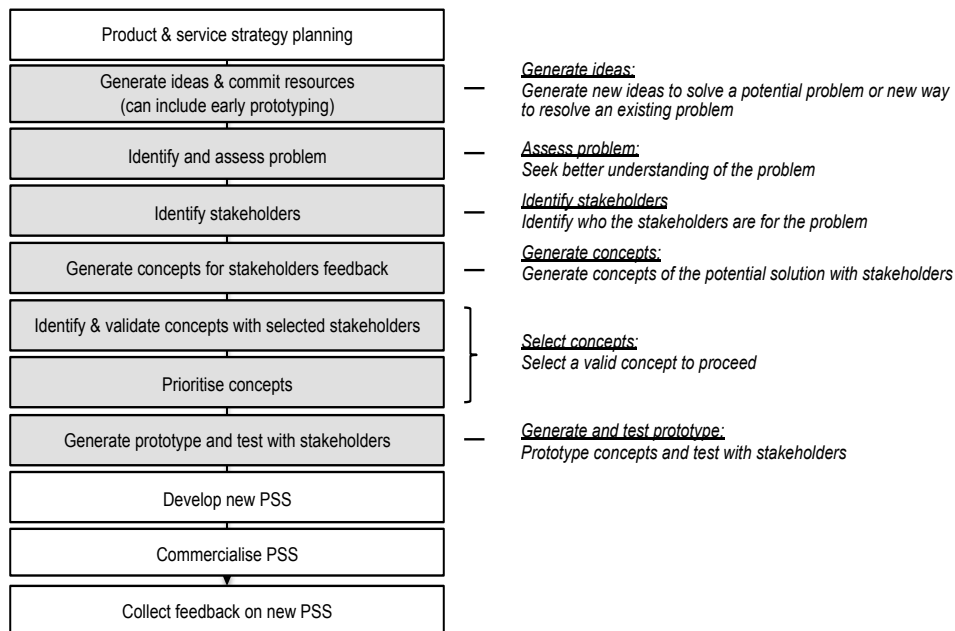 Product & service strategy planning
Generate ideas & commit resources
(can include early prototyping)
Generate ideas:
Generate new ideas to solve a potential problem or new way
to resolve an existing problem
Identify and assess problem
Assess problem:
Seek better understanding of the problem
Identify stakeholders
Identify stakeholders
Identify who the stakeholders are for the problem
Generate concepts for stakeholders feedback
Generate concepts:
Generate concepts of the potential solution with stakeholders
Identify & validate concepts with selected stakeholders
Prioritise concepts
Select concepts:
Select a valid concept to proceed
Generate prototype and test with stakeholders
Generate and test prototype:
Prototype concepts and test with stakeholders
Develop new PSS
Commercialise PSS
Collect feedback on new PSS